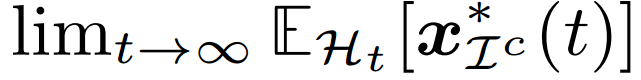 lim_{t→∞} 𝔼_{ℋ_t}[𝒙^*_{ℐ^c}(t)]